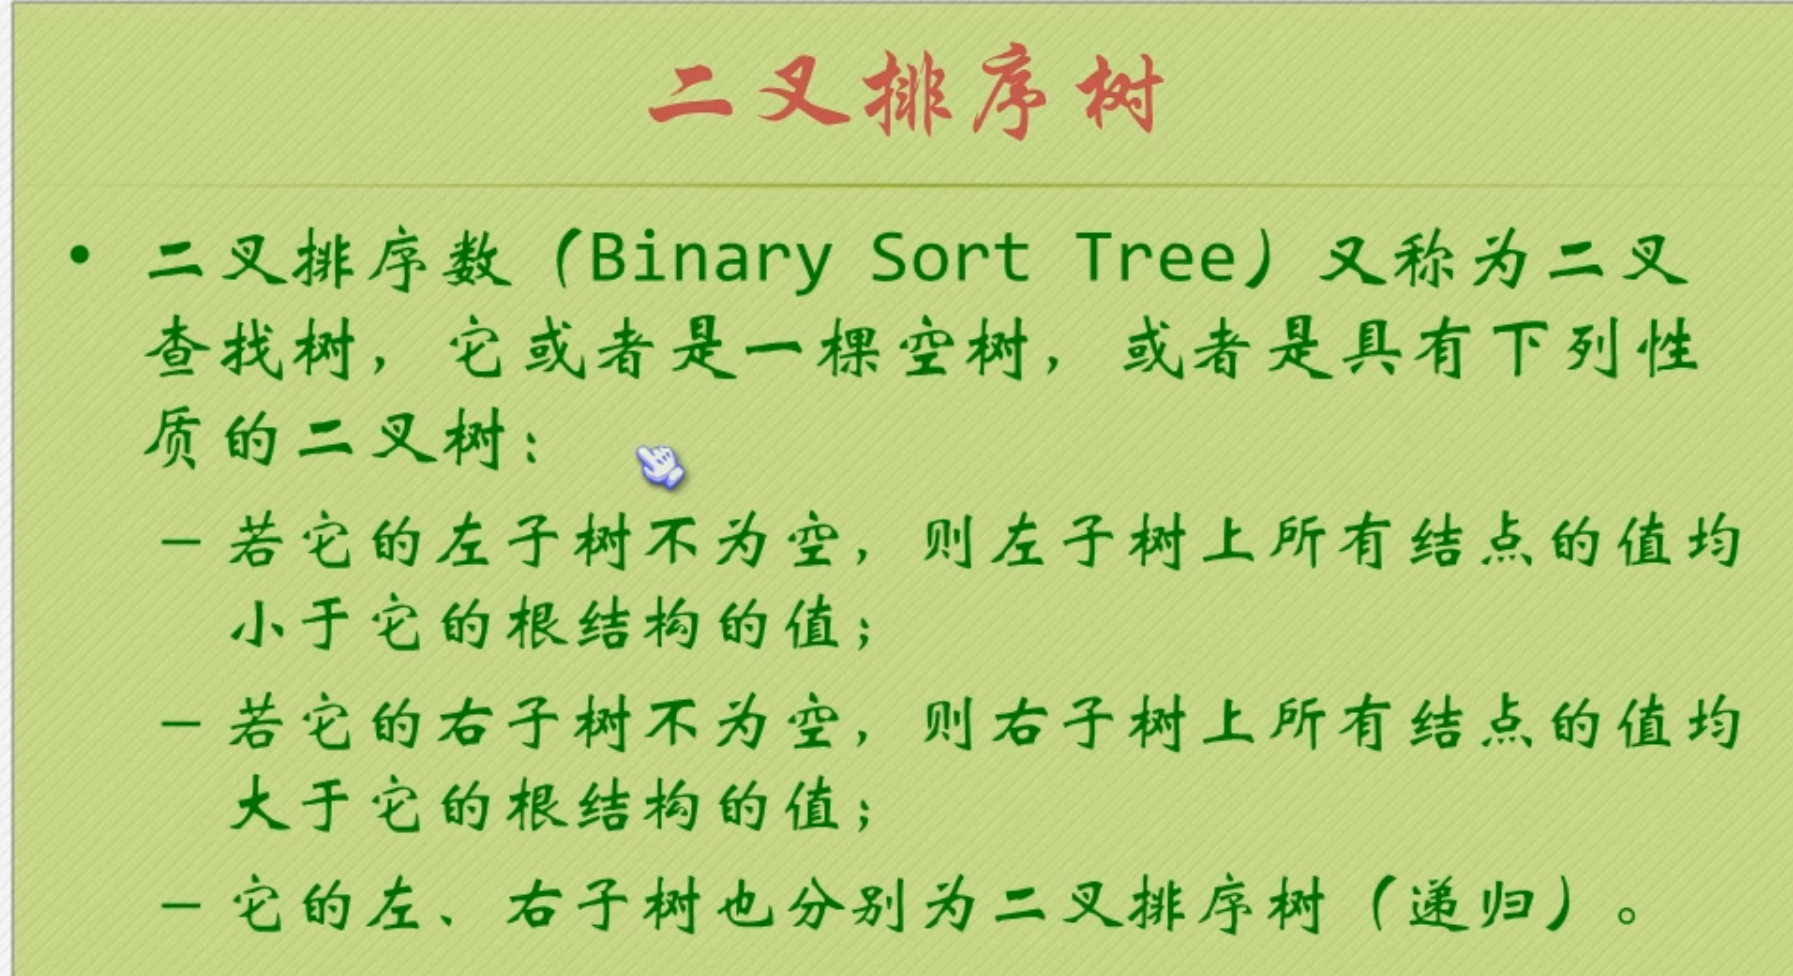 二叉排序树
• 二叉排序数（Binary Sort Tree）又称为二叉
查找树，它或者是一棵空树，或者是具有下列性
质的二叉树：
– 若它的左子树不为空，则左子树上所有结点的值均
小于它的根结构的值；
– 若它的右子树不为空，则右子树上所有结点的值均
大于它的根结构的值；
– 它的左、右子树也分别为二叉排序树（递归）。